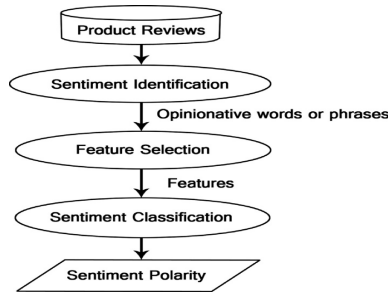 Product Reviews
Sentiment Identification
Opinionative words or phrases
Feature Selection
Features
Sentiment Classification
Sentiment Polarity